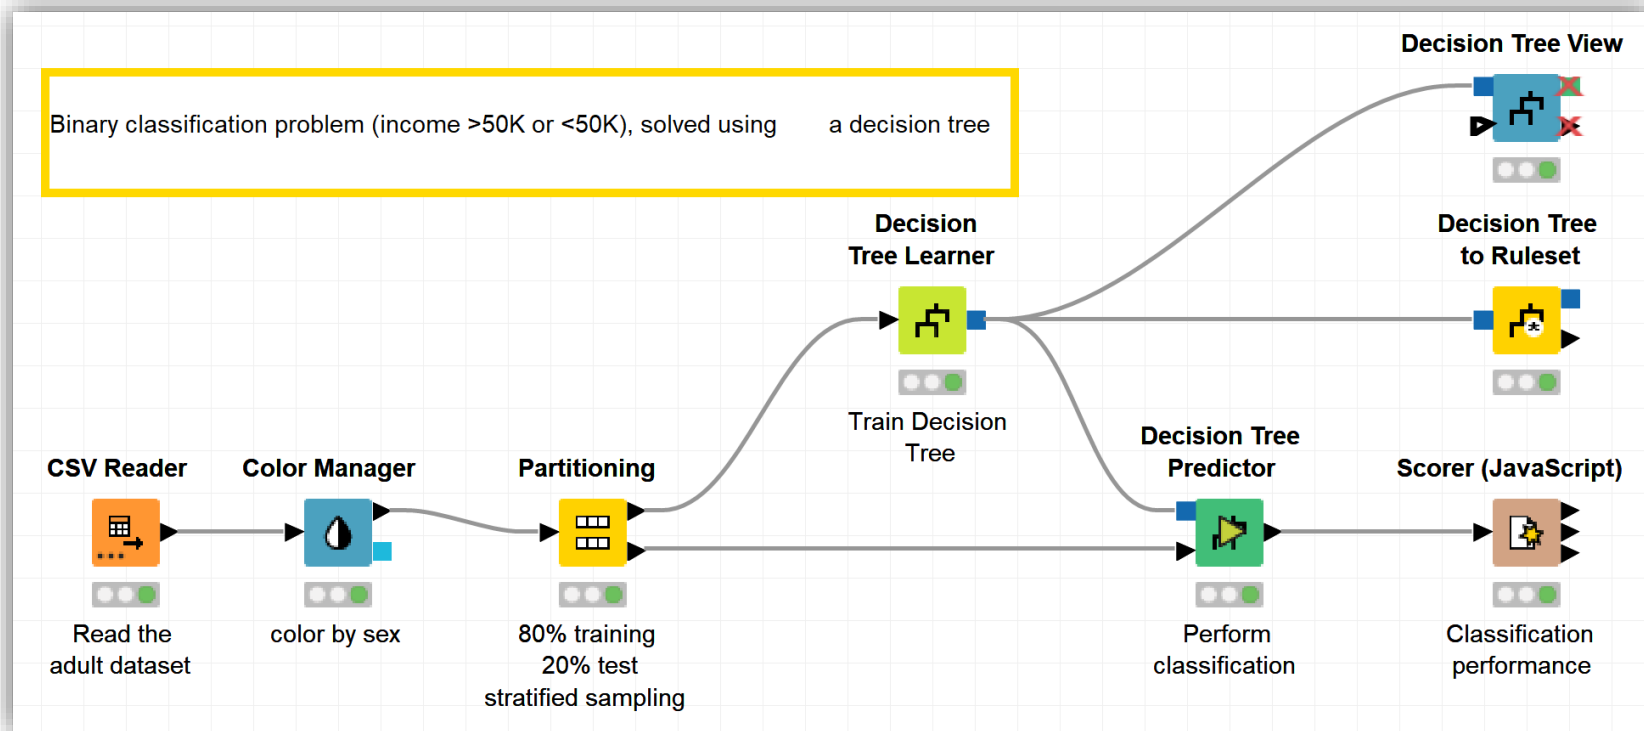 Decision Tree View
Binary classification problem (income >50K or <50K), solved using a decision tree
Decision
Tree Learner
Decision Tree
to Ruleset
Train Decision
Tree
Decision Tree
Predictor
CSV Reader
Color Manager
Partitioning
Scorer (JavaScript)
Read the
adult dataset
color by sex
80% training
20% test
stratified sampling
Perform
classification
Classification
performance